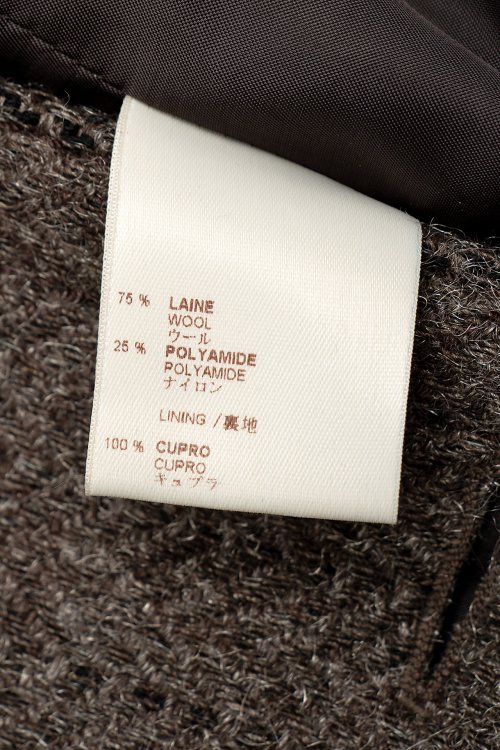 75 % LAINE
WOOL
ウール
25 % POLYAMIDE
POLYAMIDE
ナイロン
LINING / 裏地
100 % CUPRO
CUPRO
キュプラ